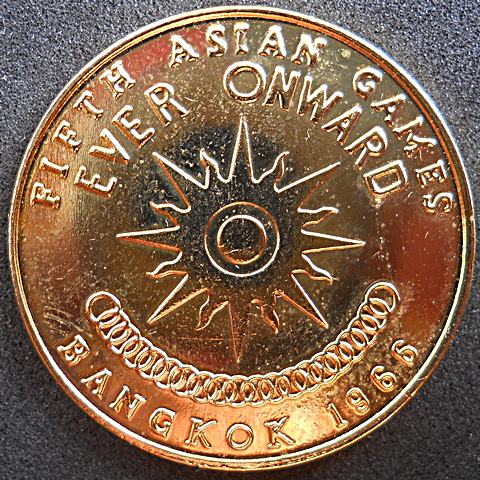 FIFTH ASIAN GAMES
EVER ONWARD
BANGKOK 1966